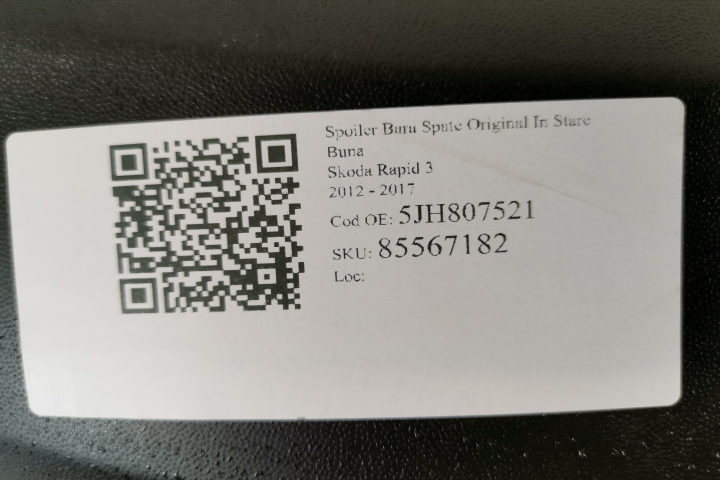 Spoiler Bara Spate Original In Stare
Buna
Skoda Rapid 3
2012 - 2017
Cod OE: 5JH807521
SKU: 85567182
Loc: